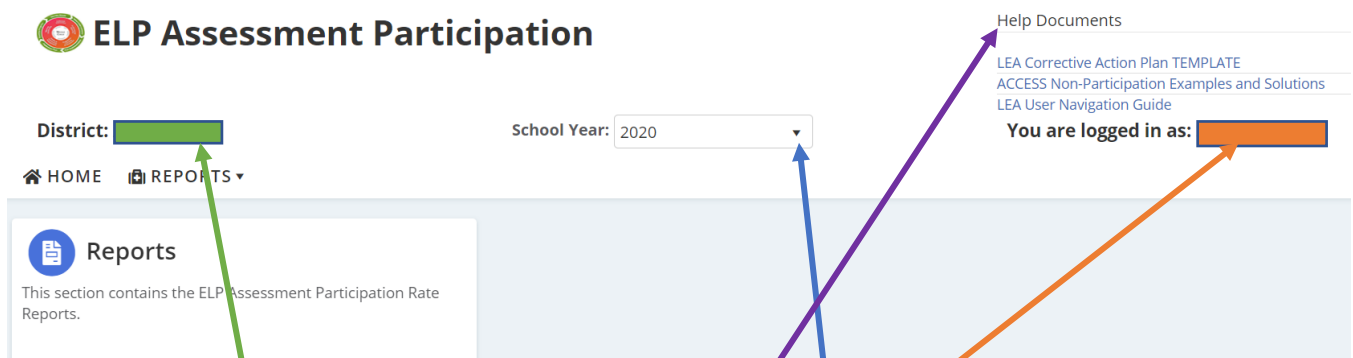 ELP Assessment Participation
Help Documents
LEA Corrective Action Plan TEMPLATE
ACCESS Non-Participation Examples and Solutions
LEA User Navigation Guide
District:
School Year: 2020
You are logged in as:
HOME REPORTS
Reports
This section contains the ELP Assessment Participation Rate
Reports.